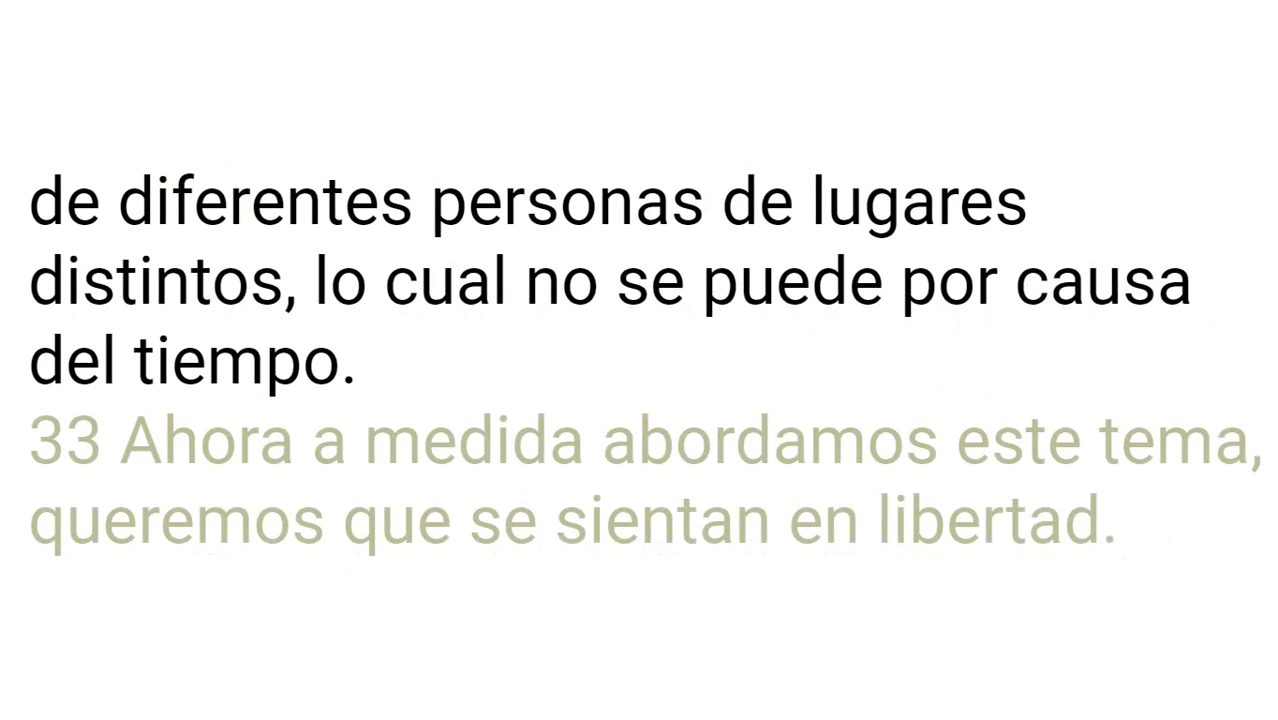 de diferentes personas de lugares
distintos, lo cual no se puede por causa
del tiempo.
33 Ahora a medida abordamos este tema,
queremos que se sientan en libertad.